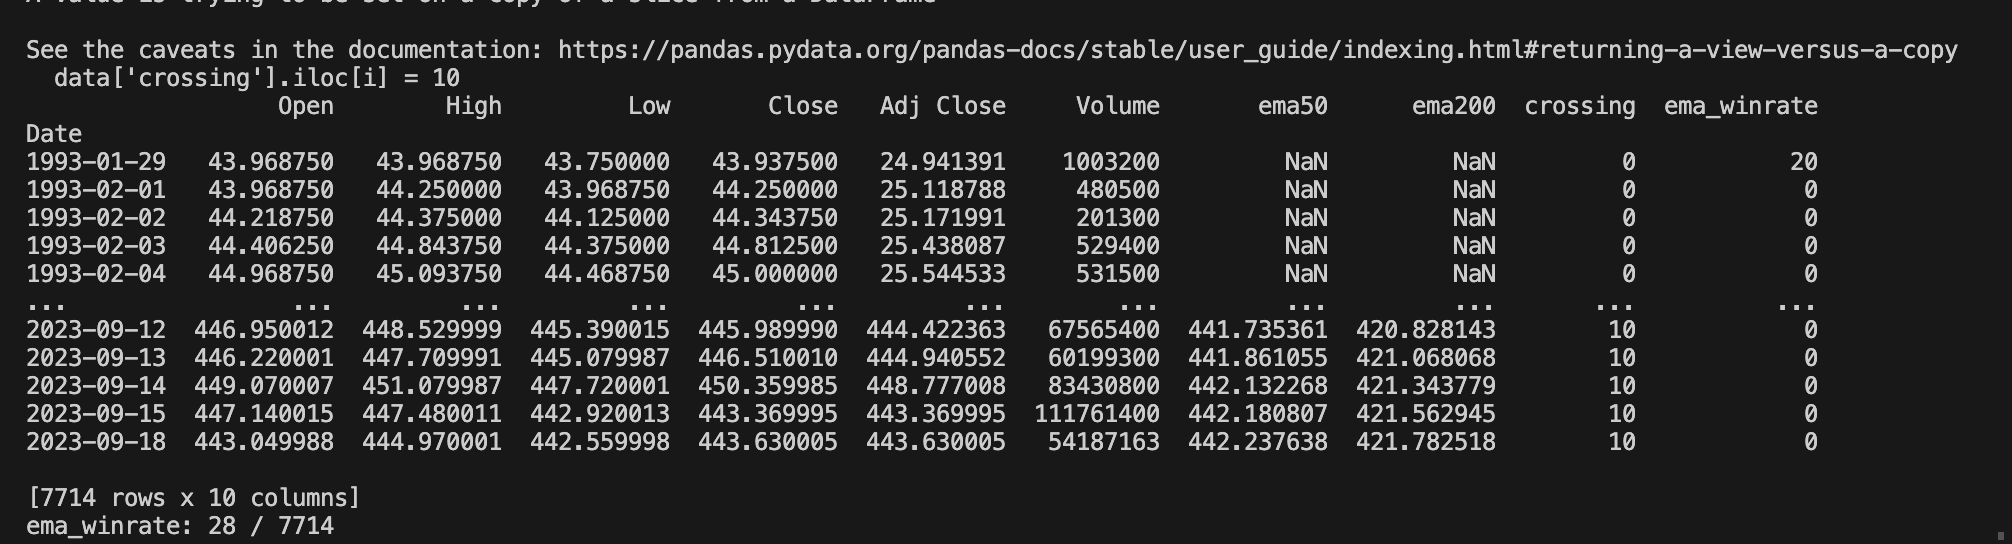 A value is trying to be set on a copy of a slice from a DataFrame
See the caveats in the documentation: https://pandas.pydata.org/pandas-docs/stable/user_guide/indexing.html#returning-a-view-versus-a-copy
data['crossing'].iloc[i] = 10
Open High Low Close Adj Close Volume ema50 ema200 crossing ema_winrate
Date
1993-01-29 43.968750 43.968750 43.750000 43.937500 24.941391 1003200 NaN NaN 0 20
1993-02-01 43.968750 44.250000 43.968750 44.250000 25.118788 480500 NaN NaN 0 0
1993-02-02 44.218750 44.375000 44.125000 44.343750 25.171991 201300 NaN NaN 0 0
1993-02-03 44.406250 44.843750 44.375000 44.812500 25.438087 529400 NaN NaN 0 0
1993-02-04 44.968750 45.093750 44.468750 45.000000 25.544533 531500 NaN NaN 0 0
... ... ... ... ... ... ... ... ... ... ...
2023-09-12 446.950012 448.529999 445.390015 445.989990 444.422363 67565400 441.735361 420.828143 10 0
2023-09-13 446.220001 447.709991 445.079987 446.510010 444.940552 60199300 441.861055 421.068068 10 0
2023-09-14 449.070007 451.079987 447.720001 450.359985 448.777008 83430800 442.132268 421.343779 10 0
2023-09-15 447.140015 447.480011 442.920013 443.369995 443.369995 111761400 442.180807 421.562945 10 0
2023-09-18 443.049988 444.970001 442.559998 443.630005 443.630005 54187163 442.237638 421.782518 10 0
[7714 rows x 10 columns]
ema_winrate: 28 / 7714